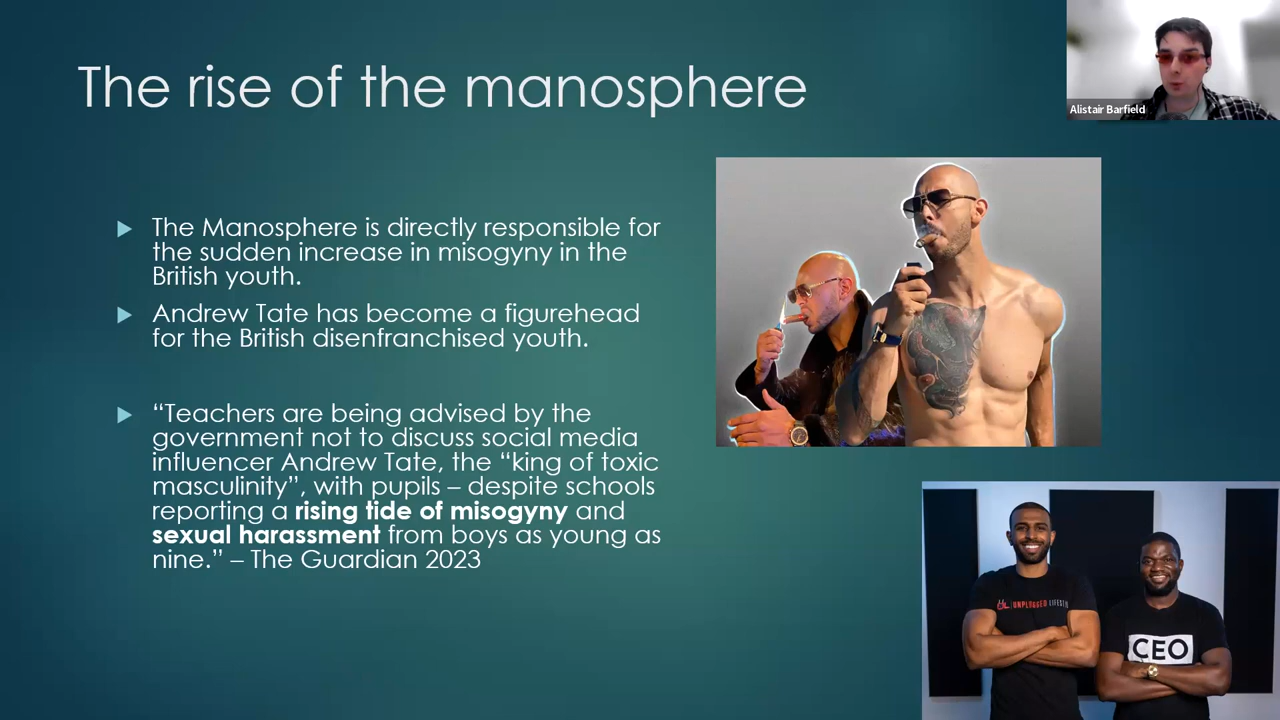 The rise of the manosphere
Alistair Barfield
The Manosphere is directly responsible for
the sudden increase in misogyny in the
British youth.
Andrew Tate has become a figurehead
for the British disenfranchised youth.
“Teachers are being advised by the
government not to discuss social media
influencer Andrew Tate, the “king of toxic
masculinity”, with pupils – despite schools
reporting a rising tide of misogyny and
sexual harassment from boys as young as
nine.” – The Guardian 2023
UNPLUGGED LIFESTY
CEO